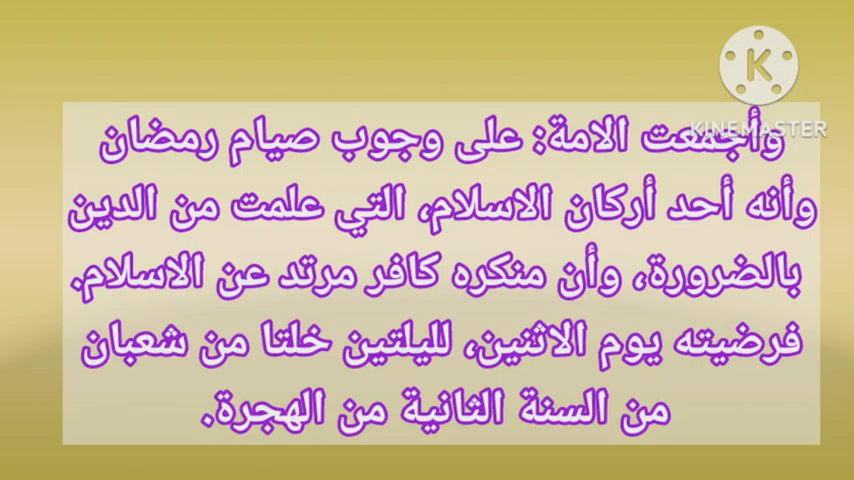 KINEMASTER
وأجمعت الامة: على وجوب صيام رمضان
وأنه أحد أركان الاسلام، التي علمت من الدين
بالضرورة، وأن منكره كافر مرتد عن الاسلام.
فرضيته يوم الاثنين، لليلتين خلتا من شعبان
من السنة الثانية من الهجرة.